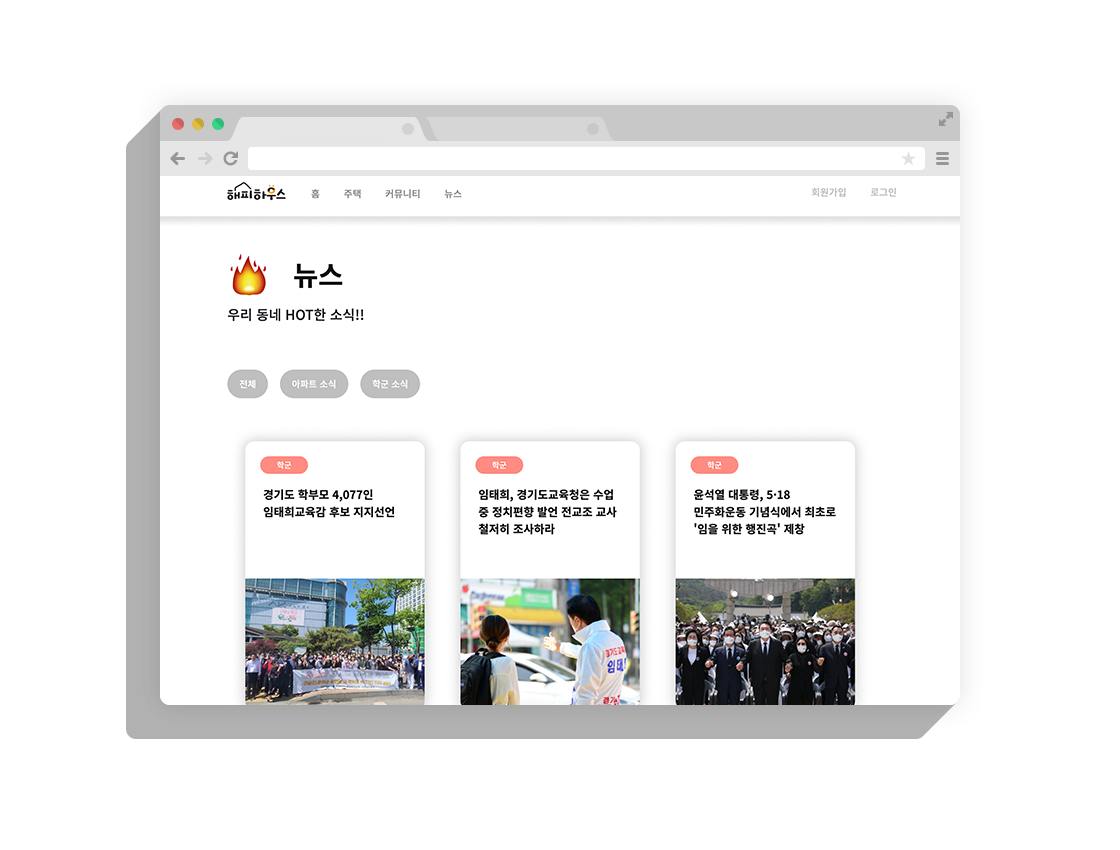 해피하우스 홈 주택 커뮤니티 뉴스 회원가입 로그인
뉴스
우리 동네 HOT한 소식!!
전체 아파트 소식 학군 소식
학군
경기도 학부모 4,077인
임태희교육감 후보 지지선언
학군
임태희, 경기도교육청은 수업
중 정치편향 발언 전교조 교사
철저히 조사하라
경기도교육
임태
학군
윤석열 대통령, 5·18
민주화운동 기념식에서 최초로
'임을 위한 행진곡' 제창